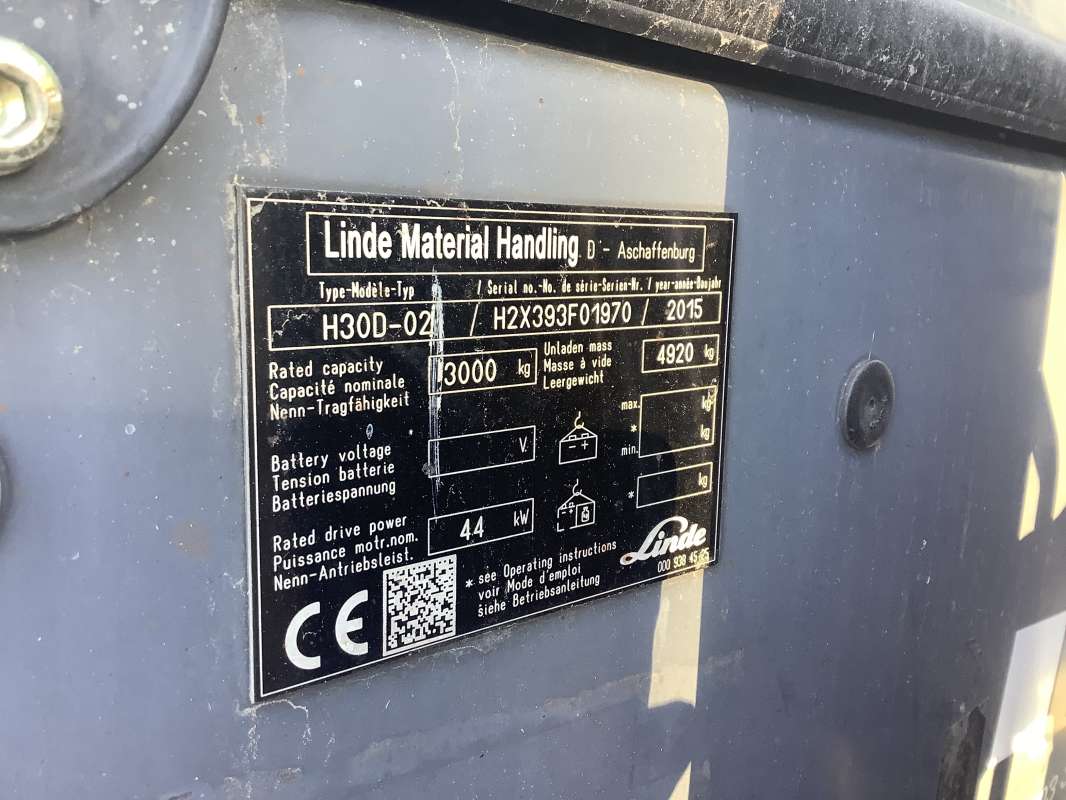 Linde Material Handling D - Aschaffenburg
Type-Modèle-Typ / Serial no.-No. de série-Serien-Nr. / year-année-Baujahr
H30D-02 / H2X393F01970 / 2015
Rated capacity
Capacité nominale
Nenn-Tragfähigkeit
3000 kg
Unladen mass
Masse à vide
Leergewicht
4920 kg
Battery voltage
Tension batterie
Batteriespannung
V
max. kg
* kg
min.
* kg
Rated drive power
Puissance motr.nom.
Nenn-Antriebsleist.
44 kW
Linde
000 938 45 25
* see Operating instructions
voir Mode d'emploi
siehe Betriebsanleitung
CE